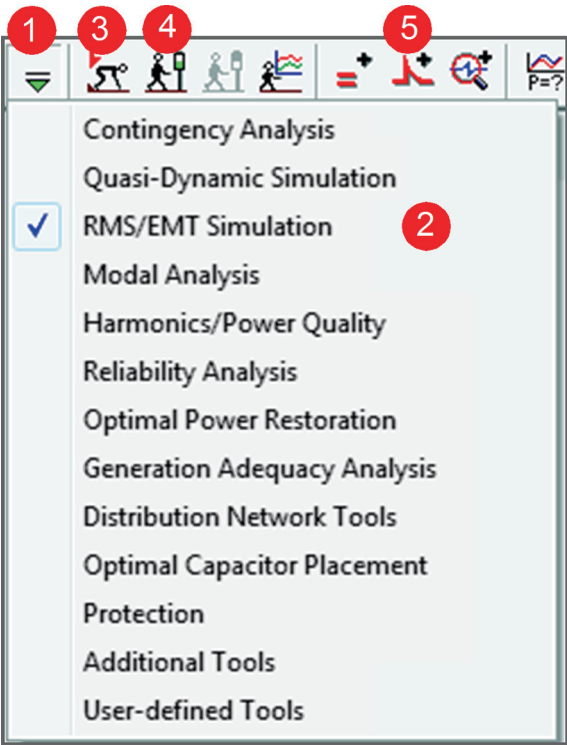 1 3 4 5
P=?
Contingency Analysis
Quasi-Dynamic Simulation
RMS/EMT Simulation 2
Modal Analysis
Harmonics/Power Quality
Reliability Analysis
Optimal Power Restoration
Generation Adequacy Analysis
Distribution Network Tools
Optimal Capacitor Placement
Protection
Additional Tools
User-defined Tools